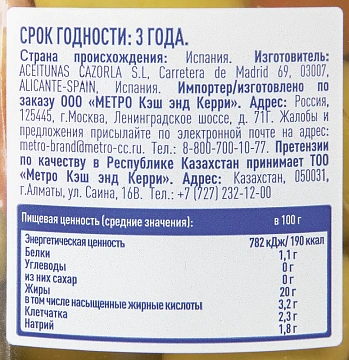 СРОК ГОДНОСТИ: 3 ГОДА.
Страна происхождения: Испания. Изготовитель:
ACEITUNAS CAZORLA S.L, Carretera de Madrid 69, 03007,
ALICANTE-SPAIN, Испания. Импортер/изготовлено по
заказу ООО «МЕТРО Кэш энд Керри». Адрес: Россия,
125445, г.Москва, Ленинградское шоссе, д. 71Г. Жалобы и
предложения присылайте по электронной почте на адрес:
metro-brand@metro-cc.ru. Тел.: 8-800-700-10-77. Претензии
по качеству в Республике Казахстан принимает ТОО
«Метро Кэш энд Керри». Адрес: Казахстан, 050031,
г.Алматы, ул. Саина, 16В. Тел.: +7 (727) 232-12-00
Пищевая ценность (средние значения): в 100 г
Энергетическая ценность 782 кДж/ 190 ккал
Белки 1,1 г
Углеводы 0 г
из них сахар 0 г
Жиры 20 г
в том числе насыщенные жирные кислоты 3,2 г
Клетчатка 2,3 г
Натрий 1,8 г